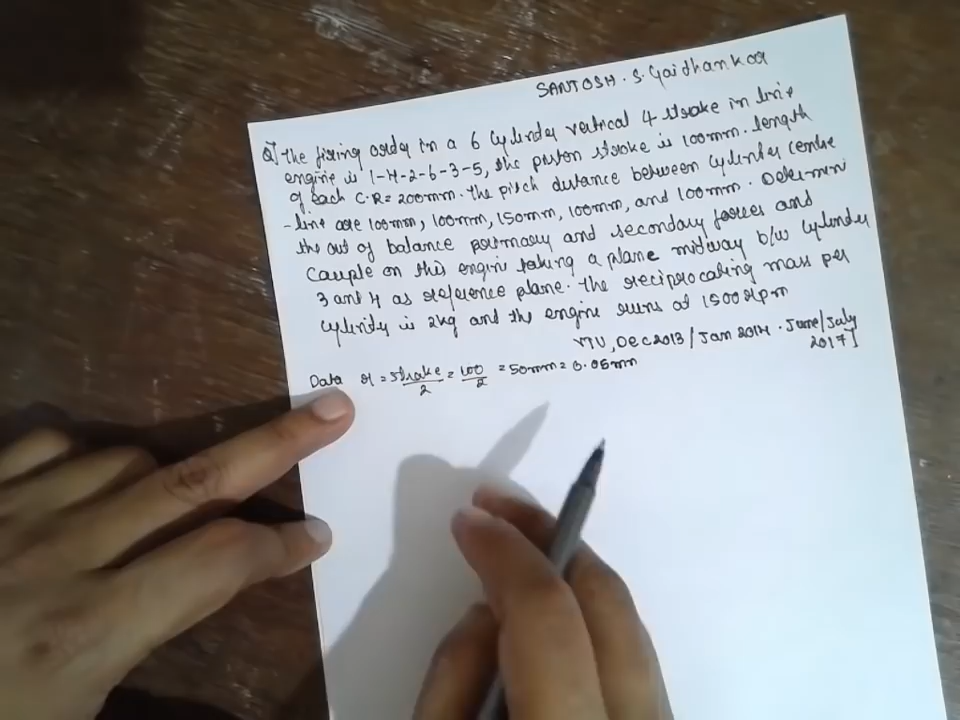 SANTOSH . S. Gaidhankar
Q] The firing order in a 6 cylinder vertical 4 stroke in line
engine is 1-4-2-6-3-5, the piston stroke is 100mm. length
of each C.R = 200mm. The pitch distance between cylinder centre
-line are 100mm, 100mm, 150mm, 100mm, and 100mm. Determini
the out of balance primary and secondary forces and
Couple on this engine taking a plane midway b/w cylinder
3 and 4 as reference plane. The reciprocating mass per
cylindry is 2kg and the engine runs at 1500rpm
VTU, Dec 2013 / Jan 2014 . June/July
2017]
Data r = stroke/2 = 100/2 = 50mm = 0.05mm